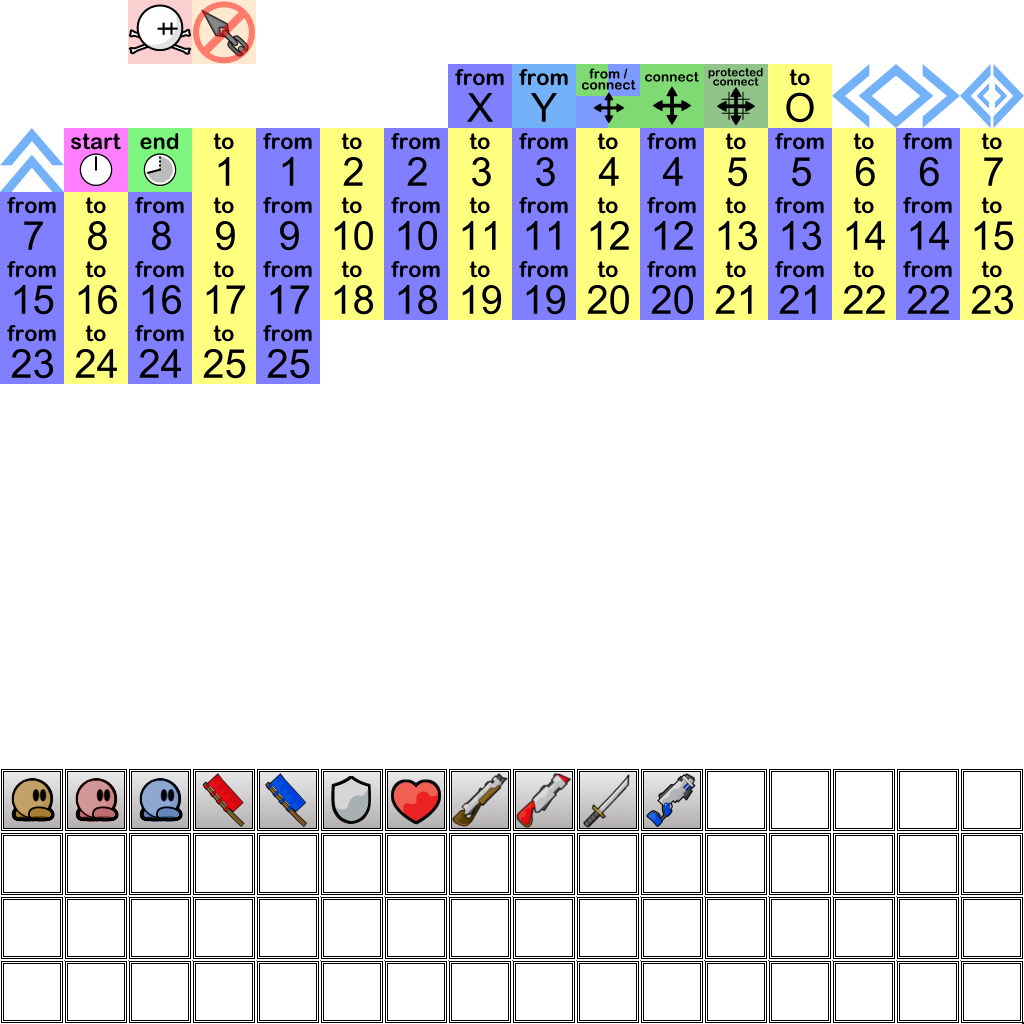 from from from / connect connect protected connect to
X Y O
start end to from to from to from to from to from to from to
1 1 2 2 3 3 4 4 5 5 6 6 7
from to from to from to from to from to from to from to from to
7 8 8 9 9 10 10 11 11 12 12 13 13 14 14 15
from to from to from to from to from to from to from to from to
15 16 16 17 17 18 18 19 19 20 20 21 21 22 22 23
from to from to from
23 24 24 25 25